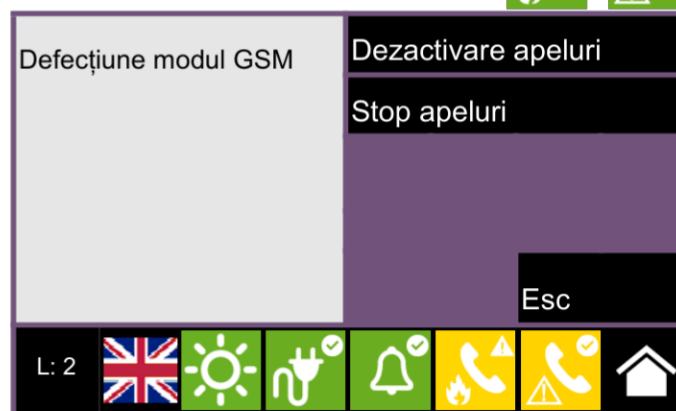 Defecțiune modul GSM
Dezactivare apeluri
Stop apeluri
Esc
L: 2